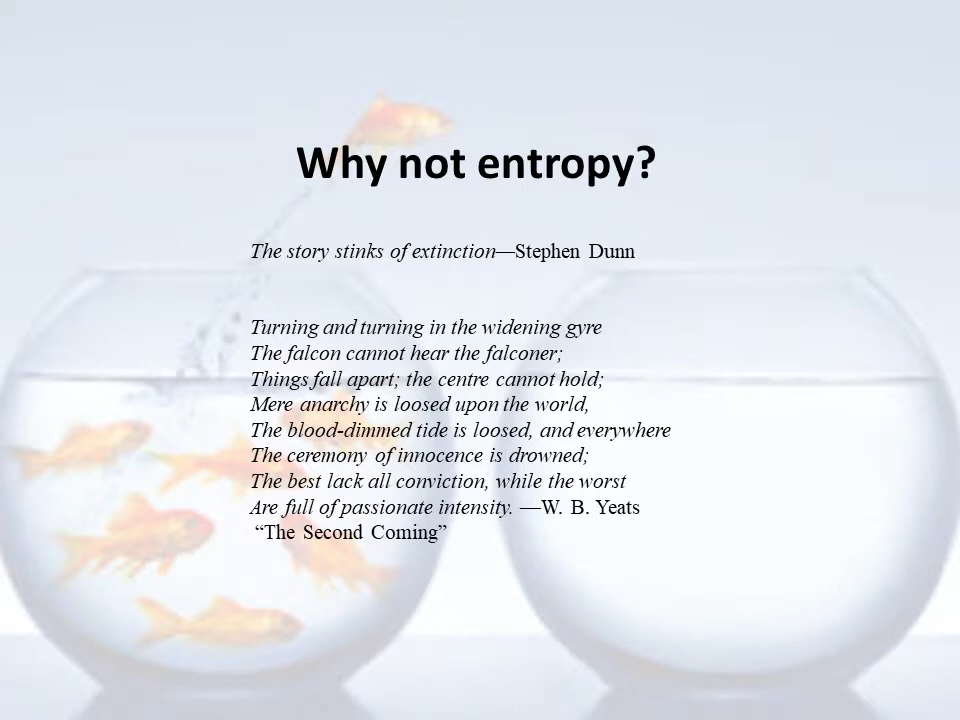 Why not entropy?
The story stinks of extinction—Stephen Dunn
Turning and turning in the widening gyre
The falcon cannot hear the falconer;
Things fall apart; the centre cannot hold;
Mere anarchy is loosed upon the world,
The blood-dimmed tide is loosed, and everywhere
The ceremony of innocence is drowned;
The best lack all conviction, while the worst
Are full of passionate intensity. —W. B. Yeats
“The Second Coming”